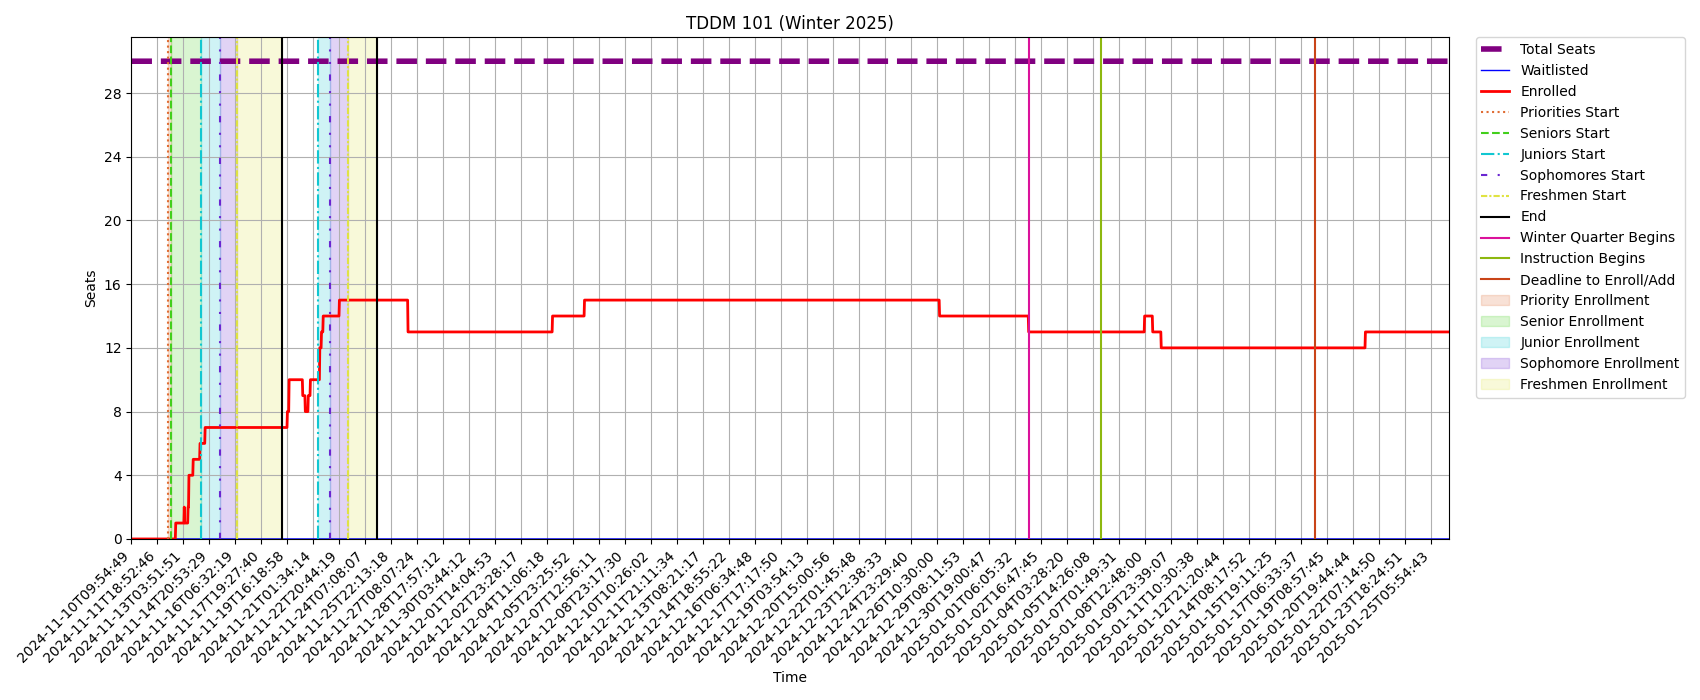 TDDM 101 (Winter 2025)
Seats
28
24
20
16
12
8
4
0
2024-11-10T09:54:49
2024-11-11T18:52:46
2024-11-13T03:51:51
2024-11-14T20:53:29
2024-11-16T06:32:19
2024-11-17T19:27:40
2024-11-19T16:18:58
2024-11-21T01:34:14
2024-11-22T20:44:19
2024-11-24T07:08:07
2024-11-25T22:13:18
2024-11-27T08:07:24
2024-11-28T17:57:12
2024-11-30T03:44:12
2024-12-01T14:04:53
2024-12-02T23:28:17
2024-12-04T11:06:18
2024-12-05T23:25:52
2024-12-07T12:56:11
2024-12-08T23:17:30
2024-12-10T10:26:02
2024-12-11T21:11:34
2024-12-13T08:21:17
2024-12-14T18:55:22
2024-12-16T06:34:48
2024-12-17T17:17:50
2024-12-19T03:54:13
2024-12-20T15:00:56
2024-12-22T01:45:48
2024-12-23T12:38:33
2024-12-24T23:29:40
2024-12-26T10:30:00
2024-12-29T08:11:53
2024-12-30T19:00:47
2025-01-01T06:05:32
2025-01-02T16:47:45
2025-01-04T03:28:20
2025-01-05T14:26:08
2025-01-07T01:49:31
2025-01-08T12:48:00
2025-01-09T23:39:07
2025-01-11T10:30:38
2025-01-12T21:20:44
2025-01-14T08:17:52
2025-01-15T19:11:25
2025-01-17T06:33:37
2025-01-19T08:57:45
2025-01-20T19:44:44
2025-01-22T07:14:50
2025-01-23T18:24:51
2025-01-25T05:54:43
Time
Total Seats
Waitlisted
Enrolled
Priorities Start
Seniors Start
Juniors Start
Sophomores Start
Freshmen Start
End
Winter Quarter Begins
Instruction Begins
Deadline to Enroll/Add
Priority Enrollment
Senior Enrollment
Junior Enrollment
Sophomore Enrollment
Freshmen Enrollment